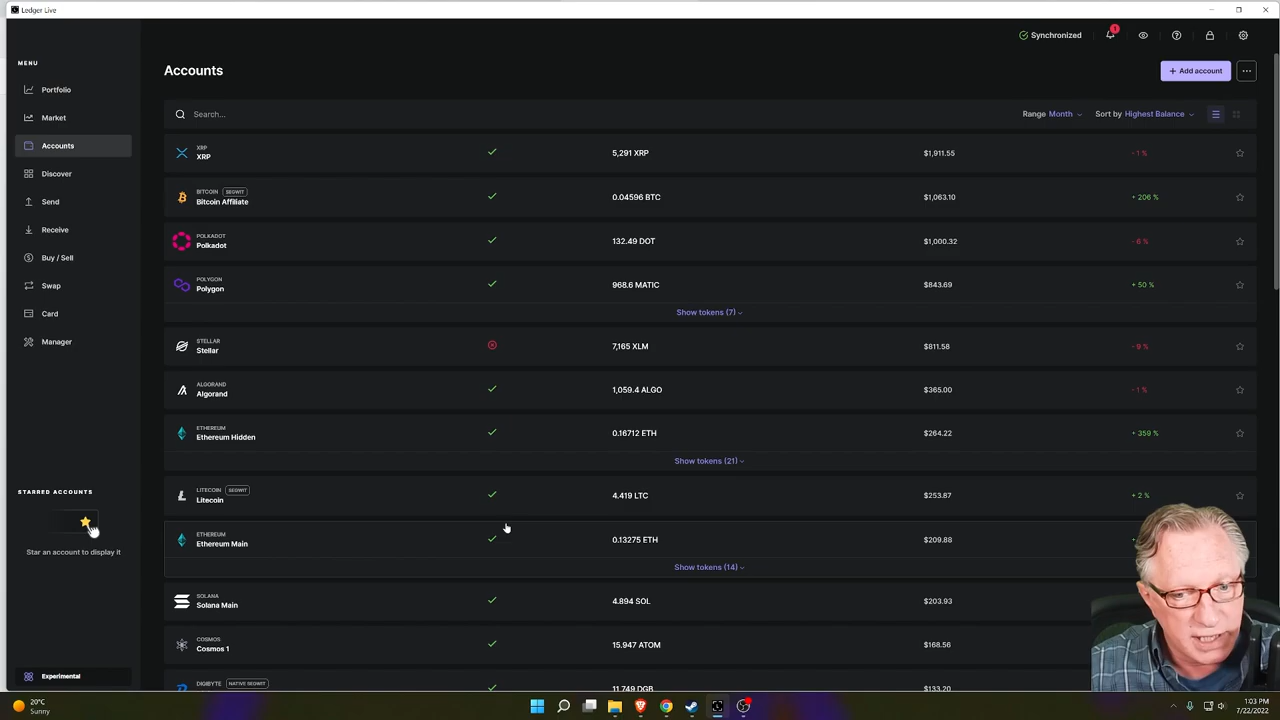 Ledger Live
MENU
Portfolio
Market
Accounts
Discover
Send
Receive
Buy / Sell
Swap
Card
Manager
STARRED ACCOUNTS
Star an account to display it
Experimental
Synchronized
1
Accounts
+ Add account
Search...
Range Month
Sort by Highest Balance
XRP
XRP
5,291 XRP
$1,911.55
- 1 %
BITCOIN SEGWIT
Bitcoin Affiliate
0.04596 BTC
$1,063.10
+ 206 %
POLKADOT
Polkadot
132.49 DOT
$1,000.32
- 6 %
POLYGON
Polygon
968.6 MATIC
$843.69
+ 50 %
Show tokens (7)
STELLAR
Stellar
7,165 XLM
$811.58
- 9 %
ALGORAND
Algorand
1,059.4 ALGO
$365.00
- 1 %
ETHEREUM
Ethereum Hidden
0.16712 ETH
$264.22
+ 359 %
Show tokens (21)
LITECOIN SEGWIT
Litecoin
4.419 LTC
$253.87
+ 2 %
ETHEREUM
Ethereum Main
0.13275 ETH
$209.88
Show tokens (14)
SOLANA
Solana Main
4.894 SOL
$203.93
COSMOS
Cosmos 1
15.947 ATOM
$168.56
DIGIBYTE NATIVE SEGWIT
11,749 DGB
$133.20
20°C
Sunny
1:03 PM
7/22/2022